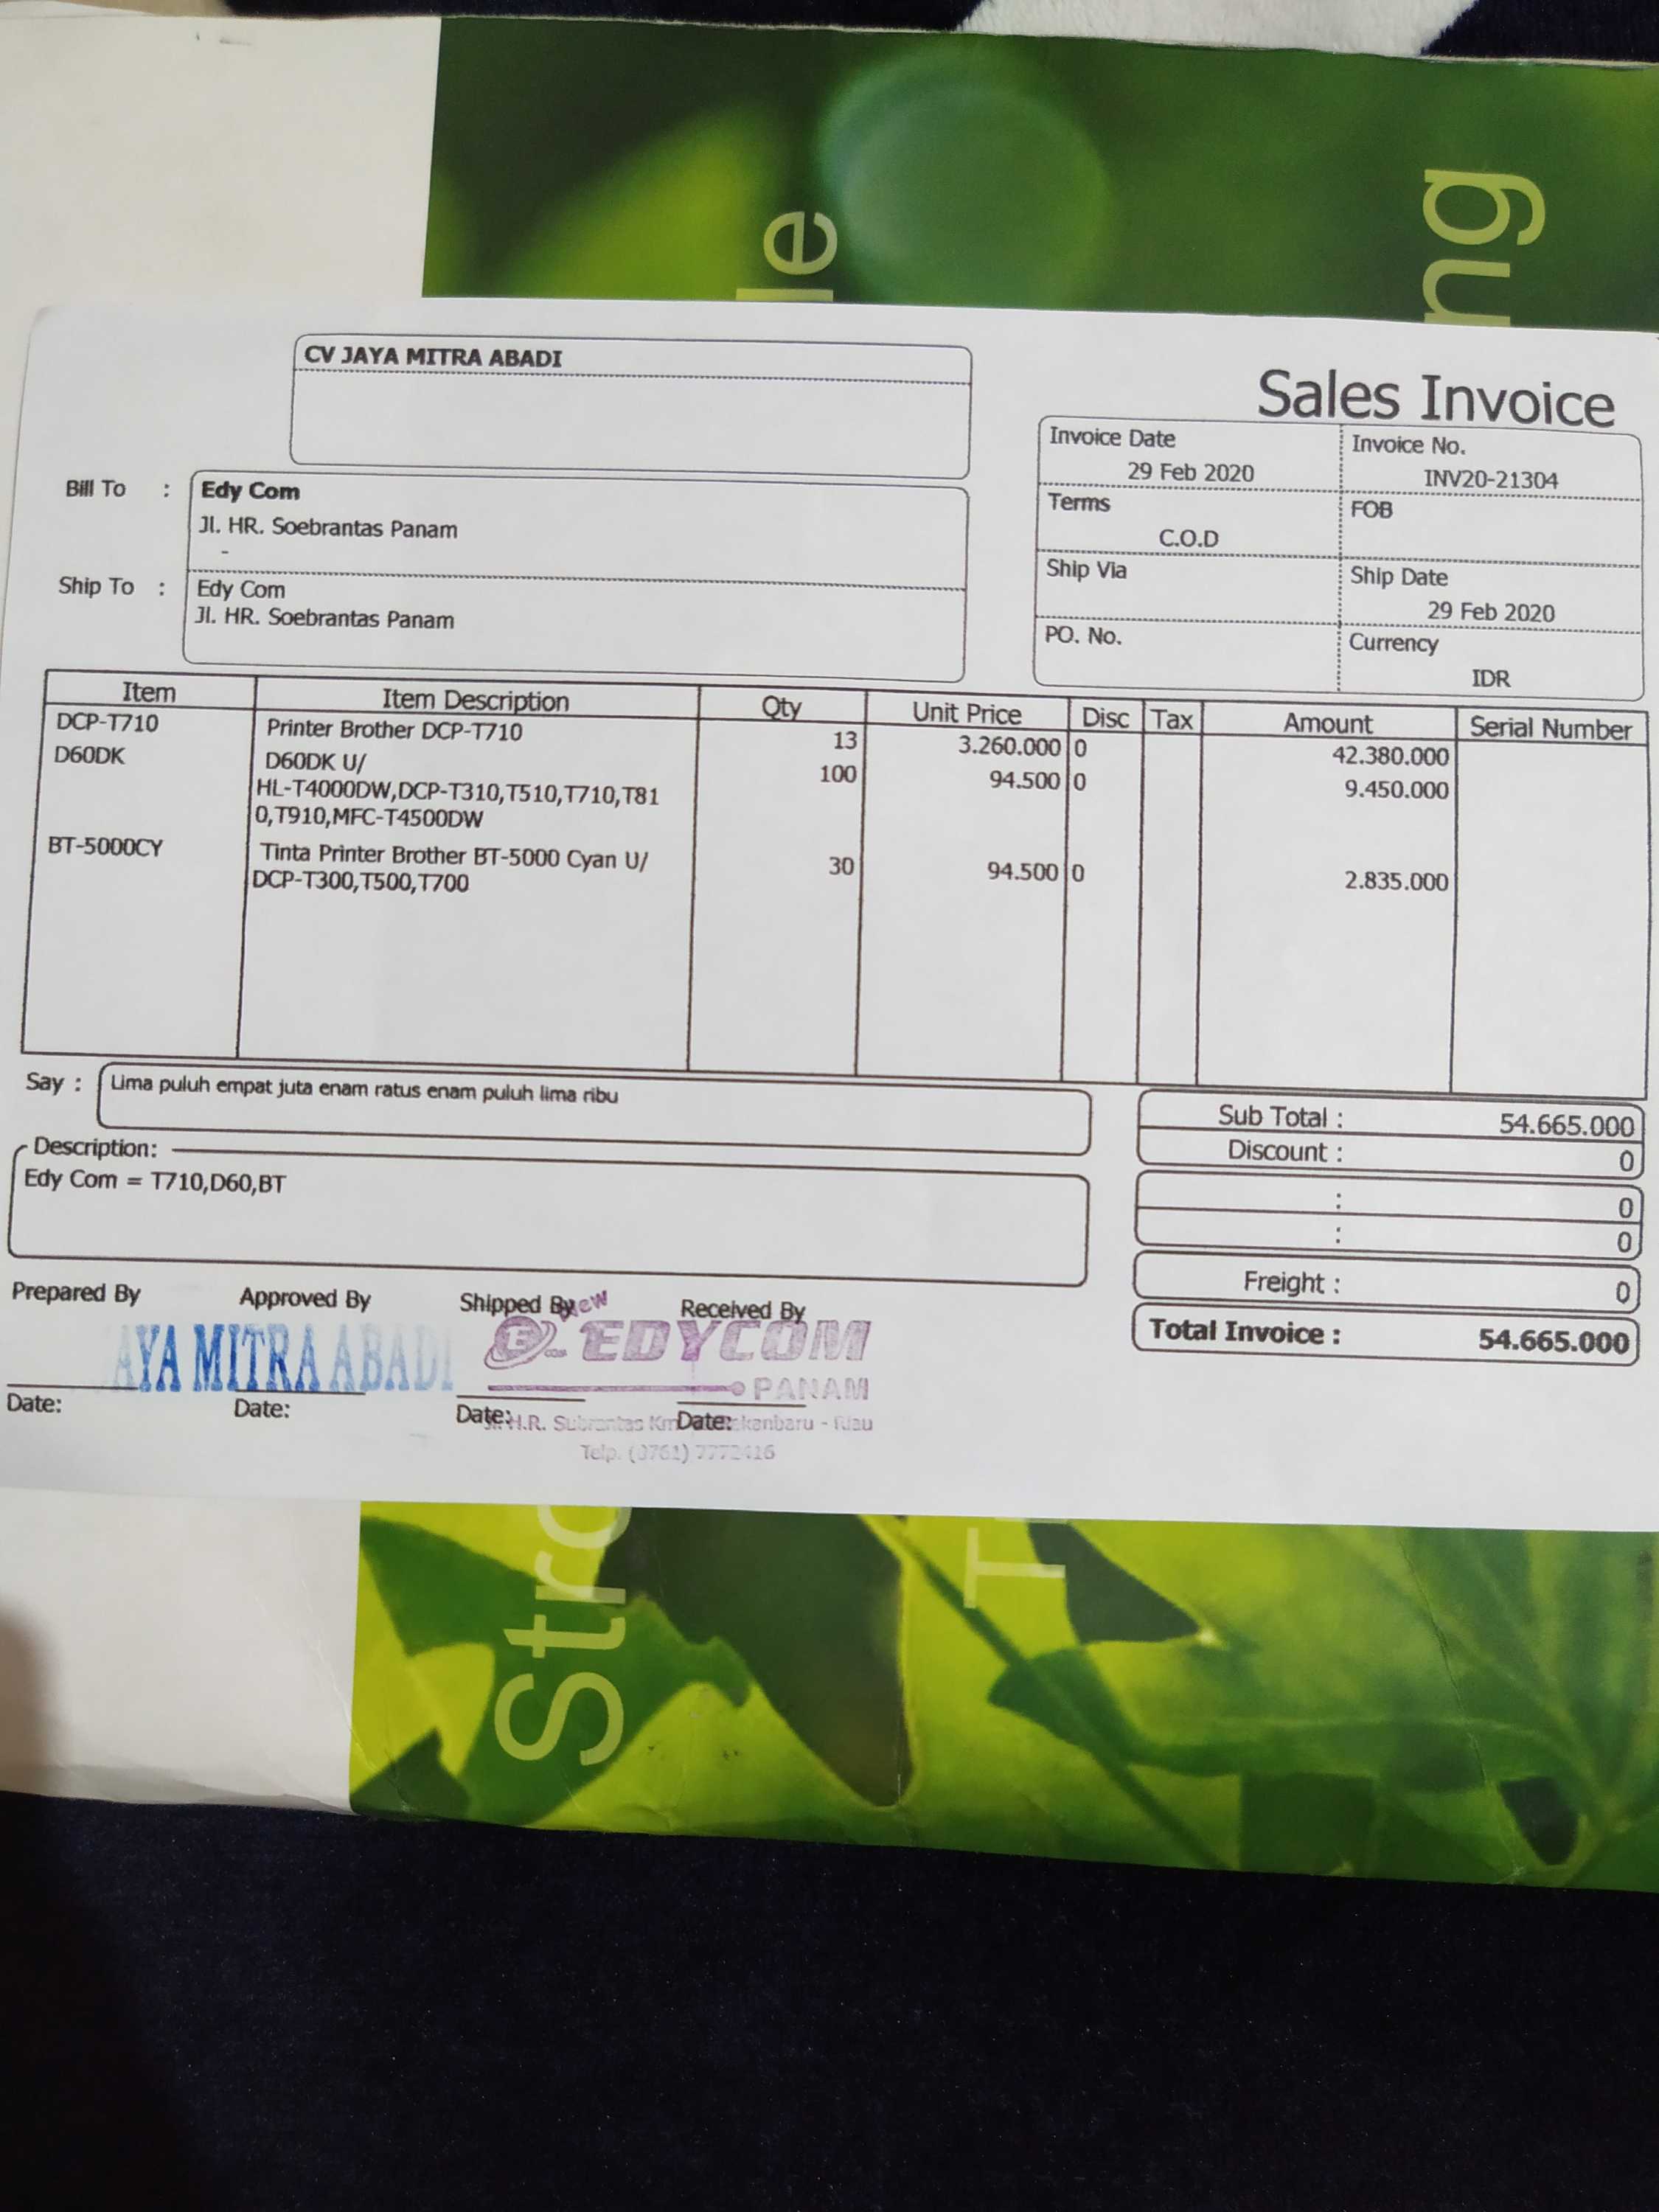 le
ng
CV JAYA MITRA ABADI
Sales Invoice
Invoice Date
29 Feb 2020
Invoice No.
INV20-21304
Terms
C.O.D
FOB
Ship Via
Ship Date
29 Feb 2020
PO. No.
Currency
IDR
Bill To :
Edy Com
Jl. HR. Soebrantas Panam
-
Ship To :
Edy Com
Jl. HR. Soebrantas Panam
Item Item Description Qty Unit Price Disc Tax Amount Serial Number
DCP-T710 Printer Brother DCP-T710 13 3.260.000 0 42.380.000
D60DK D60DK U/ 100 94.500 0 9.450.000
HL-T4000DW,DCP-T310,T510,T710,T81
0,T910,MFC-T4500DW
BT-5000CY Tinta Printer Brother BT-5000 Cyan U/ 30 94.500 0 2.835.000
DCP-T300,T500,T700
Say : Lima puluh empat juta enam ratus enam puluh lima ribu
Sub Total : 54.665.000
Discount : 0
: 0
: 0
Freight : 0
Total Invoice : 54.665.000
Description:
Edy Com = T710,D60,BT
Prepared By Approved By Shipped By Received By
AYA MITRA ABADI
New
E.com EDYCOM
PANAM
Date: Date: Date: Date:
H.R. Subrantas Km kanbaru - Riau
Telp. (0761) 7772416
Stro
T